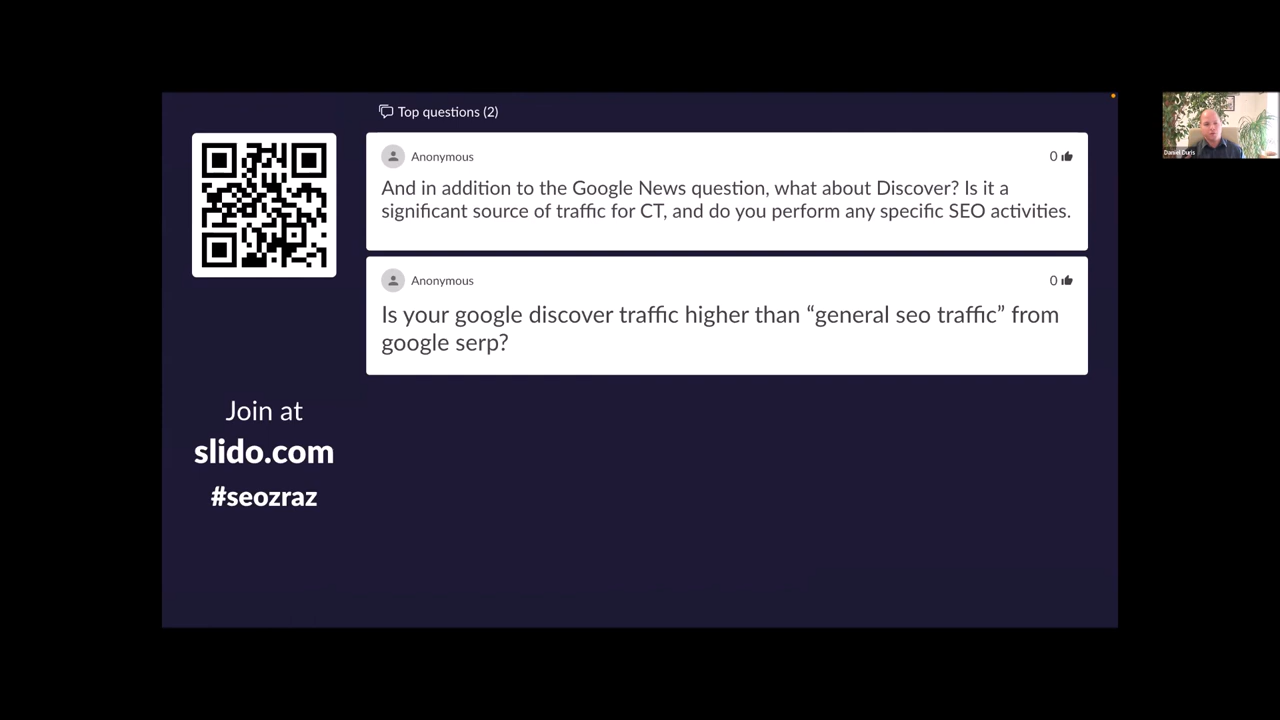 Top questions (2)
Anonymous
0
And in addition to the Google News question, what about Discover? Is it a
significant source of traffic for CT, and do you perform any specific SEO activities.
Anonymous
0
Is your google discover traffic higher than “general seo traffic” from
google serp?
Join at
slido.com
#seozraz
Daniel Duris